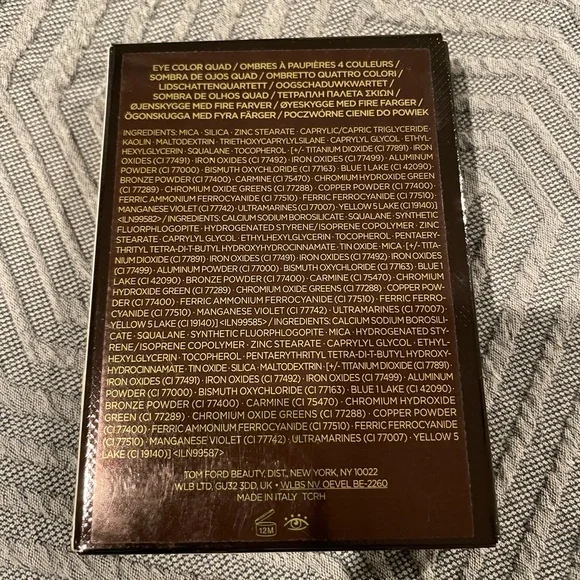 EYE COLOR QUAD / OMBRES À PAUPIÈRES 4 COULEURS /
SOMBRA DE OJOS QUAD / OMBRETTO QUATTRO COLORI /
LIDSCHATTENQUARTETT / OOGSCHADUWKWARTET /
SOMBRA DE OLHOS QUAD / ΤΕΤΡΑΠΛΗ ΠΑΛΕΤΑ ΣΚΙΩΝ /
ØJENSKYGGE MED FIRE FARVER / ØYESKYGGE MED FIRE FARGER /
ÖGONSKUGGA MED FYRA FÄRGER / POCZWÓRNE CIENIE DO POWIEK
INGREDIENTS: MICA · SILICA · ZINC STEARATE · CAPRYLIC/CAPRIC TRIGLYCERIDE ·
KAOLIN · MALTODEXTRIN · TRIETHOXYCAPRYLYLSILANE · CAPRYLYL GLYCOL · ETHYL-
HEXYLGLYCERIN · SQUALANE · TOCOPHEROL · [+/- TITANIUM DIOXIDE (CI 77891) · IRON
OXIDES (CI 77491) · IRON OXIDES (CI 77492) · IRON OXIDES (CI 77499) · ALUMINUM
POWDER (CI 77000) · BISMUTH OXYCHLORIDE (CI 77163) · BLUE 1 LAKE (CI 42090) ·
BRONZE POWDER (CI 77400) · CARMINE (CI 75470) · CHROMIUM HYDROXIDE GREEN
(CI 77289) · CHROMIUM OXIDE GREENS (CI 77288) · COPPER POWDER (CI 77400) ·
FERRIC AMMONIUM FERROCYANIDE (CI 77510) · FERRIC FERROCYANIDE (CI 77510) ·
MANGANESE VIOLET (CI 77742) · ULTRAMARINES (CI 77007) · YELLOW 5 LAKE (CI 19140)]
<ILN99582> / INGREDIENTS: CALCIUM SODIUM BOROSILICATE · SQUALANE · SYNTHETIC
FLUORPHLOGOPITE · HYDROGENATED STYRENE/ISOPRENE COPOLYMER · ZINC
STEARATE · CAPRYLYL GLYCOL · ETHYLHEXYLGLYCERIN · TOCOPHEROL · PENTAERY-
THRITYL TETRA-DI-T-BUTYL HYDROXYHYDROCINNAMATE · TIN OXIDE · MICA · [+/- TITA-
NIUM DIOXIDE (CI 77891) · IRON OXIDES (CI 77491) · IRON OXIDES (CI 77492) · IRON OXIDES
(CI 77499) · ALUMINUM POWDER (CI 77000) · BISMUTH OXYCHLORIDE (CI 77163) · BLUE 1
LAKE (CI 42090) · BRONZE POWDER (CI 77400) · CARMINE (CI 75470) · CHROMIUM
HYDROXIDE GREEN (CI 77289) · CHROMIUM OXIDE GREENS (CI 77288) · COPPER POW-
DER (CI 77400) · FERRIC AMMONIUM FERROCYANIDE (CI 77510) · FERRIC FERRO-
CYANIDE (CI 77510) · MANGANESE VIOLET (CI 77742) · ULTRAMARINES (CI 77007) ·
YELLOW 5 LAKE (CI 19140)] <ILN99585> / INGREDIENTS: CALCIUM SODIUM BOROSILI-
CATE · SQUALANE · SYNTHETIC FLUORPHLOGOPITE · MICA · HYDROGENATED STY-
RENE/ISOPRENE COPOLYMER · ZINC STEARATE · CAPRYLYL GLYCOL · ETHYL-
HEXYLGLYCERIN · TOCOPHEROL · PENTAERYTHRITYL TETRA-DI-T-BUTYL HYDROXY-
HYDROCINNAMATE · TIN OXIDE · SILICA · MALTODEXTRIN · [+/- TITANIUM DIOXIDE (CI 77891) ·
IRON OXIDES (CI 77491) · IRON OXIDES (CI 77492) · IRON OXIDES (CI 77499) · ALUMINUM
POWDER (CI 77000) · BISMUTH OXYCHLORIDE (CI 77163) · BLUE 1 LAKE (CI 42090) ·
BRONZE POWDER (CI 77400) · CARMINE (CI 75470) · CHROMIUM HYDROXIDE
GREEN (CI 77289) · CHROMIUM OXIDE GREENS (CI 77288) · COPPER POWDER
(CI 77400) · FERRIC AMMONIUM FERROCYANIDE (CI 77510) · FERRIC FERROCYANIDE
(CI 77510) · MANGANESE VIOLET (CI 77742) · ULTRAMARINES (CI 77007) · YELLOW 5
LAKE (CI 19140)] <ILN99587>
TOM FORD BEAUTY, DIST., NEW YORK, NY 10022
WLB LTD, GU32 3DD, UK · WLBS NV OEVEL BE-2260
MADE IN ITALY TCRH
12M